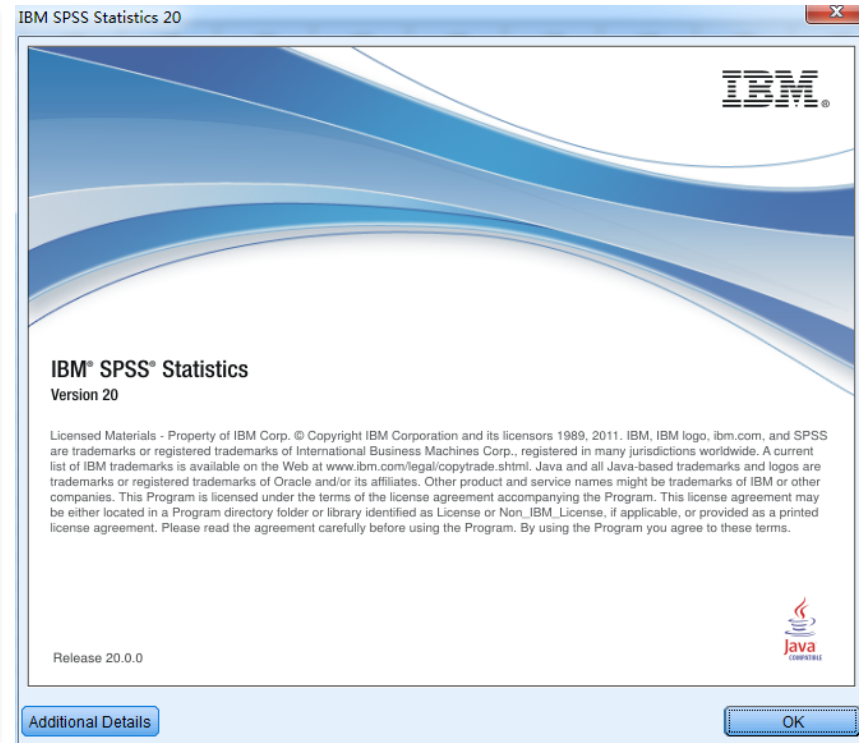 IBM SPSS Statistics 20
IBM®
IBM® SPSS® Statistics
Version 20
Licensed Materials - Property of IBM Corp. © Copyright IBM Corporation and its licensors 1989, 2011. IBM, IBM logo, ibm.com, and SPSS
are trademarks or registered trademarks of International Business Machines Corp., registered in many jurisdictions worldwide. A current
list of IBM trademarks is available on the Web at www.ibm.com/legal/copytrade.shtml. Java and all Java-based trademarks and logos are
trademarks or registered trademarks of Oracle and/or its affiliates. Other product and service names might be trademarks of IBM or other
companies. This Program is licensed under the terms of the license agreement accompanying the Program. This license agreement may
be either located in a Program directory folder or library identified as License or Non_IBM_License, if applicable, or provided as a printed
license agreement. Please read the agreement carefully before using the Program. By using the Program you agree to these terms.
Java
COMPATIBLE
Release 20.0.0
Additional Details
OK